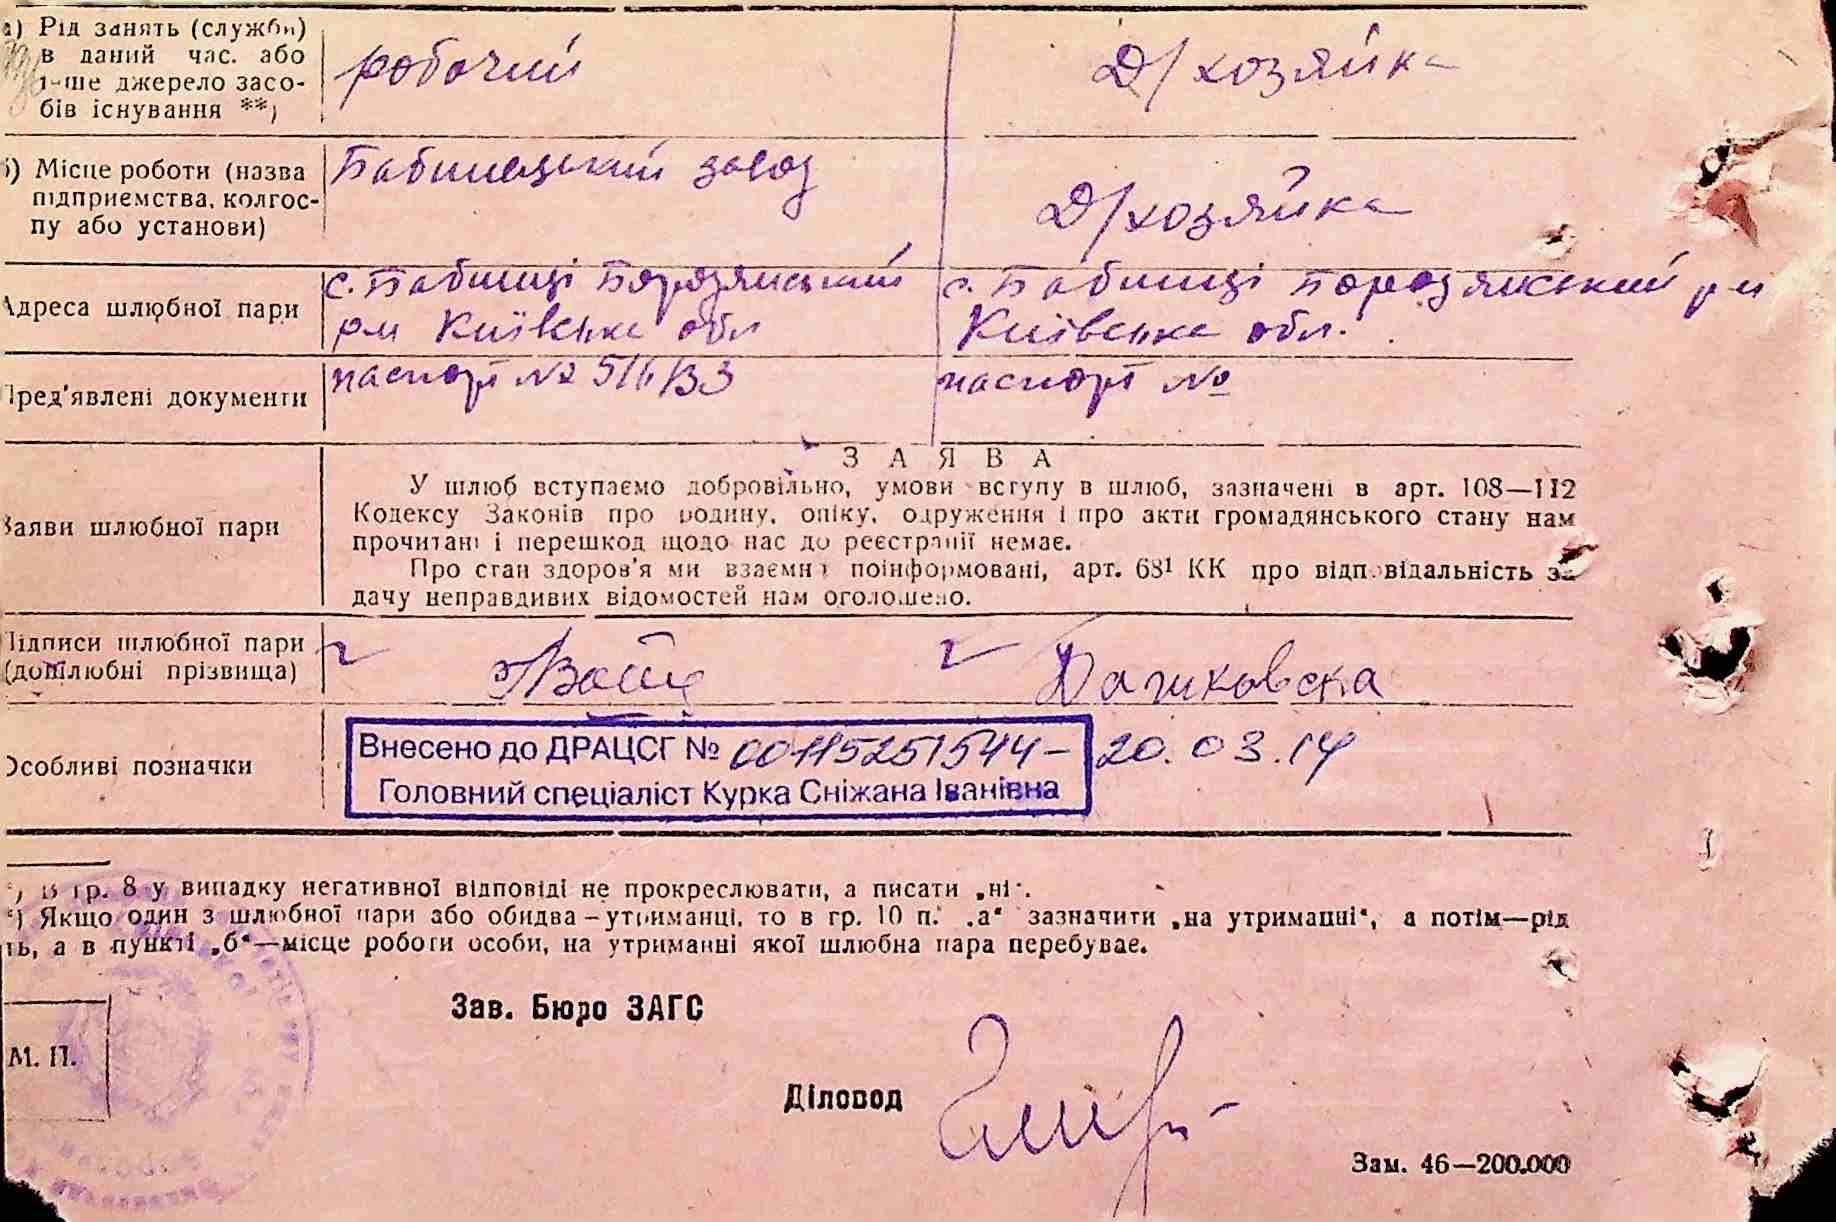 а) Рід занять (служби)
в даний час. або
інше джерело засо-
бів існування **)
робочий
Д/хозяйка
б) Місце роботи (назва
підприємства, колгос-
пу або установи)
Бабинецький завод
Д/хозяйка
Адреса шлюбної пари
с. Бабинці Бородянський
рн Київська обл
с. Бабинці Бородянський рн
Київська обл.
Пред'явлені документи
паспорт №
паспорт №
ЗАЯВА
У шлюб вступаємо добровільно, умови вступу в шлюб, зазначені в арт. 108—112
Кодексу Законів про родину, опіку, одруження і про акти громадянського стану нам
прочитані і перешкод щодо нас до реєстрації немає.
Про стан здоров'я ми взаємні поінформовані, арт. 68¹ КК про відповідальність за
дачу неправдивих відомостей нам оголошено.
Заяви шлюбної пари
Підписи шлюбної пари
(дошлюбні прізвища)
Дашковска
Особливі позначки
Внесено до ДРАЦСГ № 00115251544- 20.03.14
Головний спеціаліст Курка Сніжана Іванівна
*) В гр. 8 у випадку негативної відповіді не прокреслювати, а писати „ні".
*) Якщо один з шлюбної пари або обидва – утриманці, то в гр. 10 п. „а" зазначити „на утриманні", а потім—рід
ть, а в пункті „б"—місце роботи особи, на утриманні якої шлюбна пара перебуває.
Зав. Бюро ЗАГС
М. П.
Діловод
Зам. 46—200.000